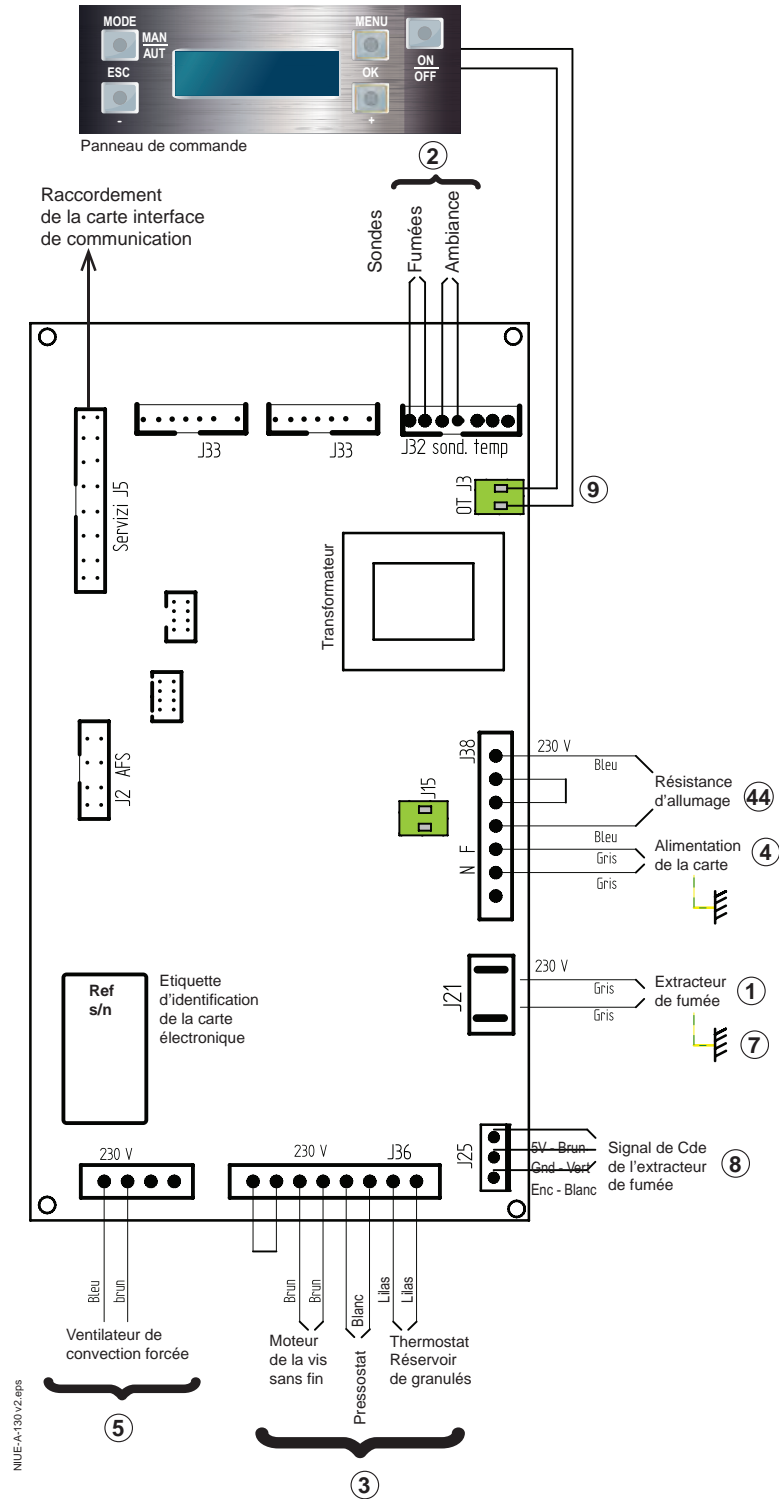 MODE
MAN
AUT
ESC
-
MENU
OK
+
ON
OFF
Panneau de commande
2
Raccordement
de la carte interface
de communication
Sondes
Fumées
Ambiance
J33
J33
J32 sond. temp
Servizi J5
OT J3
9
Transformateur
J2 AFS
J15
J38
N F
230 V
Bleu
Résistance
d'allumage
44
Bleu
Gris
Alimentation
de la carte
4
Gris
Ref
s/n
Etiquette
d'identification
de la carte
électronique
J21
230 V
Gris
Extracteur
de fumée
1
Gris
7
J25
5V - Brun
Gnd - Vert
Enc - Blanc
Signal de Cde
de l'extracteur
de fumée
8
230 V
230 V
J36
Bleu
brun
Brun
Brun
Blanc
Lilas
Lilas
Ventilateur de
convection forcée
Moteur
de la vis
sans fin
Pressostat
Thermostat
Réservoir
de granulés
5
3
NIUE-A-130 v2.eps